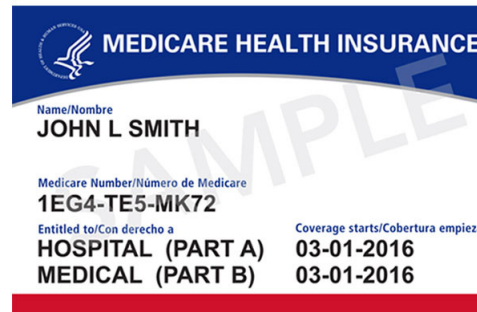 MEDICARE HEALTH INSURANCE
Name/Nombre
JOHN L SMITH
Medicare Number/Número de Medicare
1EG4-TE5-MK72
Entitled to/Con derecho a
Coverage starts/Cobertura empiez
HOSPITAL (PART A) 03-01-2016
MEDICAL (PART B) 03-01-2016
SAMPLE